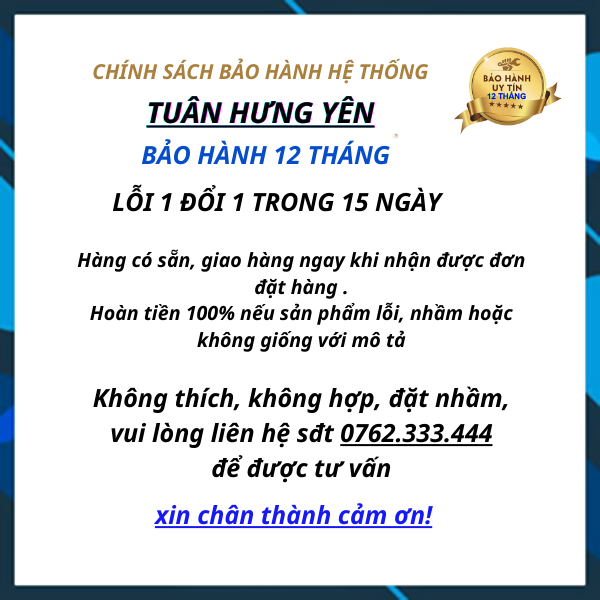 CHÍNH SÁCH BẢO HÀNH HỆ THỐNG
TUÂN HƯNG YÊN
BẢO HÀNH 12 THÁNG
LỖI 1 ĐỔI 1 TRONG 15 NGÀY
BẢO HÀNH
UY TÍN
12 THÁNG
Hàng có sẵn, giao hàng ngay khi nhận được đơn
đặt hàng .
Hoàn tiền 100% nếu sản phẩm lỗi, nhầm hoặc
không giống với mô tả
Không thích, không hợp, đặt nhầm,
vui lòng liên hệ sđt 0762.333.444
để được tư vấn
xin chân thành cảm ơn!